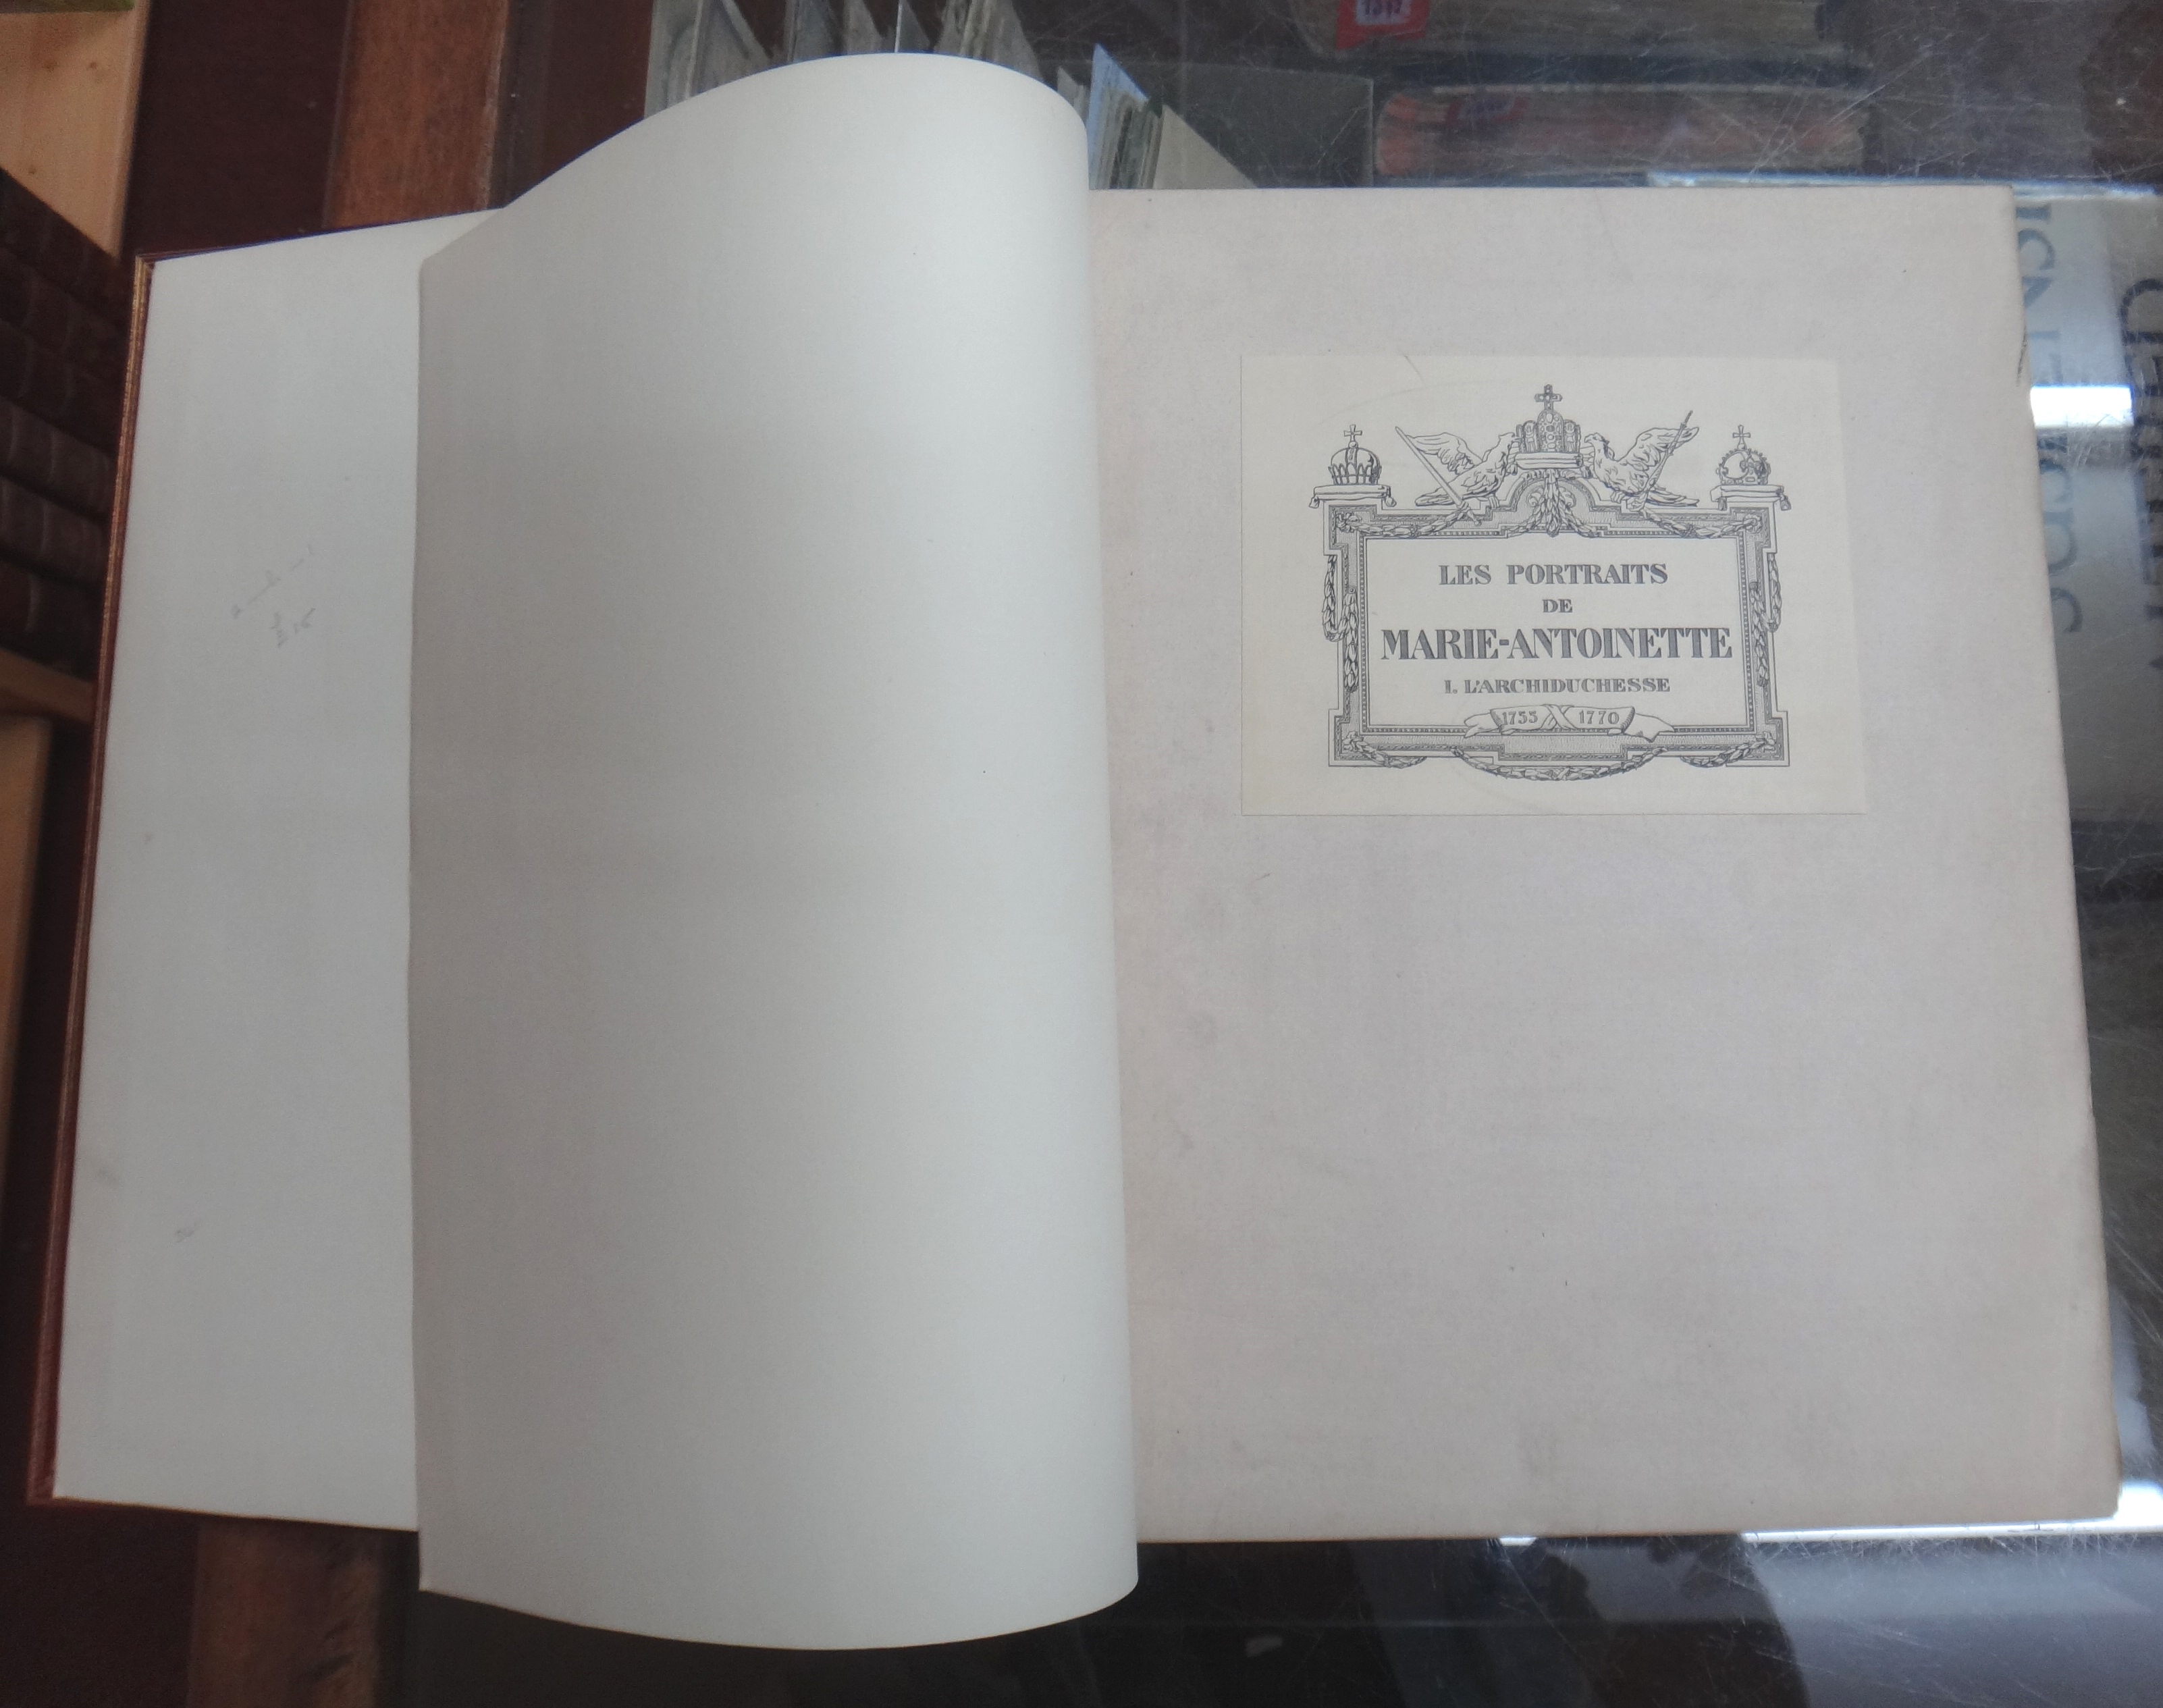 LES PORTRAITS
DE
MARIE-ANTOINETTE
I. L'ARCHIDUCHESSE
1755 1770